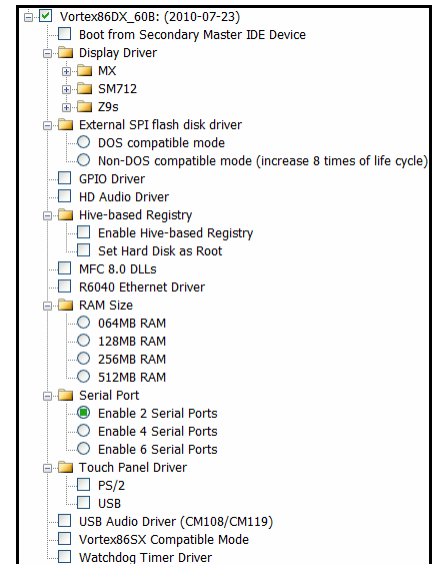 Vortex86DX_60B: (2010-07-23)
Boot from Secondary Master IDE Device
Display Driver
MX
SM712
Z9s
External SPI flash disk driver
DOS compatible mode
Non-DOS compatible mode (increase 8 times of life cycle)
GPIO Driver
HD Audio Driver
Hive-based Registry
Enable Hive-based Registry
Set Hard Disk as Root
MFC 8.0 DLLs
R6040 Ethernet Driver
RAM Size
064MB RAM
128MB RAM
256MB RAM
512MB RAM
Serial Port
Enable 2 Serial Ports
Enable 4 Serial Ports
Enable 6 Serial Ports
Touch Panel Driver
PS/2
USB
USB Audio Driver (CM108/CM119)
Vortex86SX Compatible Mode
Watchdog Timer Driver